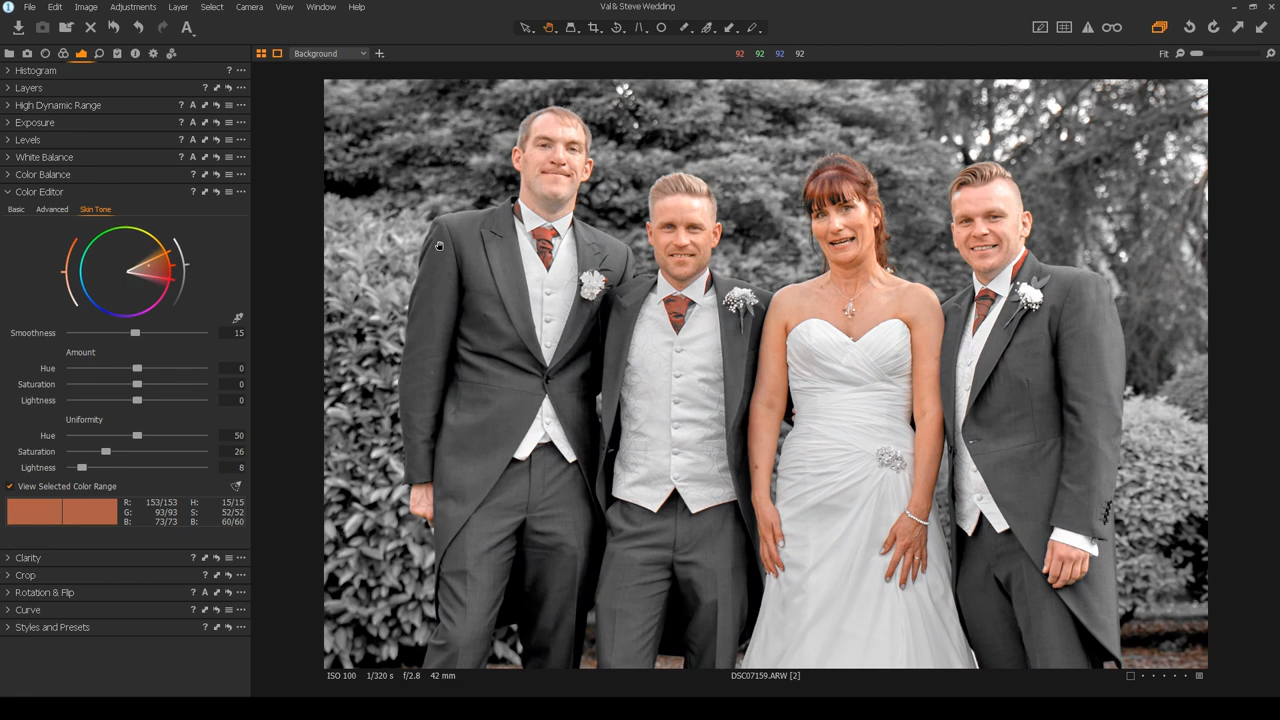 File Edit Image Adjustments Layer Select Camera View Window Help
Val & Steve Wedding
Background
92 92 92 92
Fit
Histogram
Layers
High Dynamic Range
Exposure
Levels
White Balance
Color Balance
Color Editor
Basic Advanced Skin Tone
Smoothness 15
Amount
Hue 0
Saturation 0
Lightness 0
Uniformity
Hue 50
Saturation 26
Lightness 8
View Selected Color Range
R: 153/153 H: 15/15
G: 93/93 S: 52/52
B: 73/73 B: 60/60
Clarity
Crop
Rotation & Flip
Curve
Styles and Presets
ISO 100 1/320 s f/2.8 42 mm
DSC07159.ARW [2]